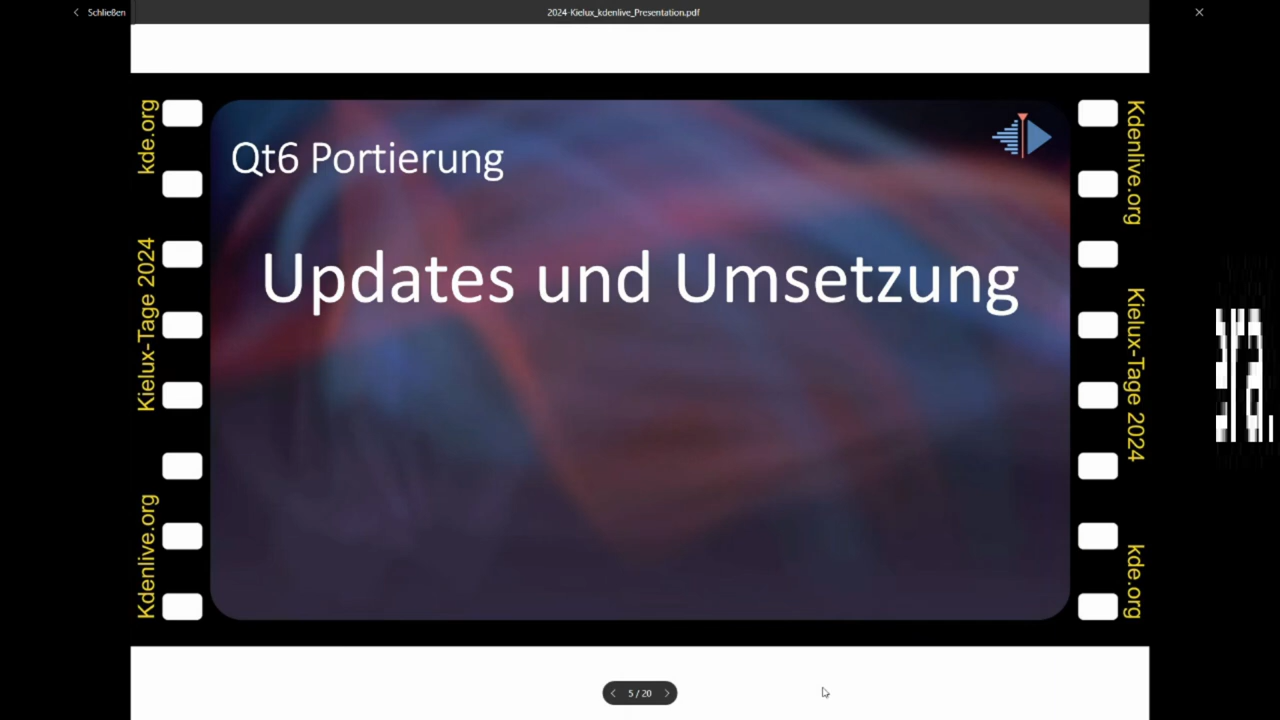 Schließen
2024-Kielux_kdenlive_Presentation.pdf
kde.org
Kielux-Tage 2024
Kdenlive.org
Qt6 Portierung
Updates und Umsetzung
Kdenlive.org
Kielux-Tage 2024
kde.org
5 / 20